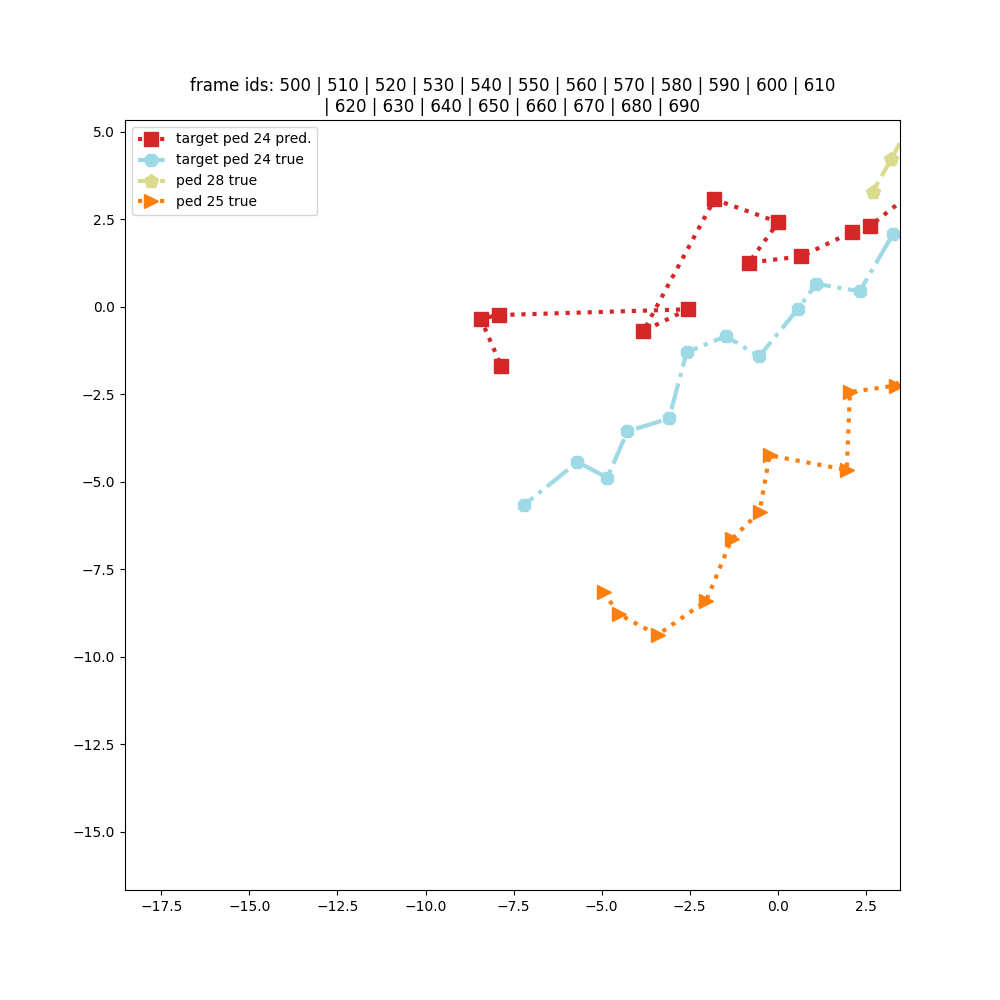 frame ids: 500 | 510 | 520 | 530 | 540 | 550 | 560 | 570 | 580 | 590 | 600 | 610
| 620 | 630 | 640 | 650 | 660 | 670 | 680 | 690
target ped 24 pred.
target ped 24 true
ped 28 true
ped 25 true
5.0
2.5
0.0
−2.5
−5.0
−7.5
−10.0
−12.5
−15.0
−17.5 −15.0 −12.5 −10.0 −7.5 −5.0 −2.5 0.0 2.5